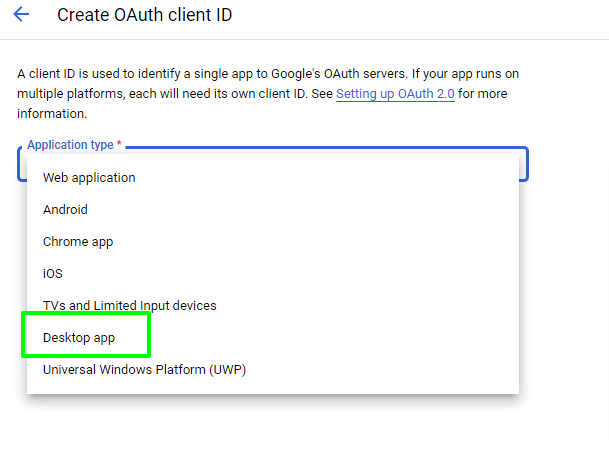 Create OAuth client ID
A client ID is used to identify a single app to Google's OAuth servers. If your app runs on
multiple platforms, each will need its own client ID. See Setting up OAuth 2.0 for more
information.
Application type *
Web application
Android
Chrome app
iOS
TVs and Limited Input devices
Desktop app
Universal Windows Platform (UWP)